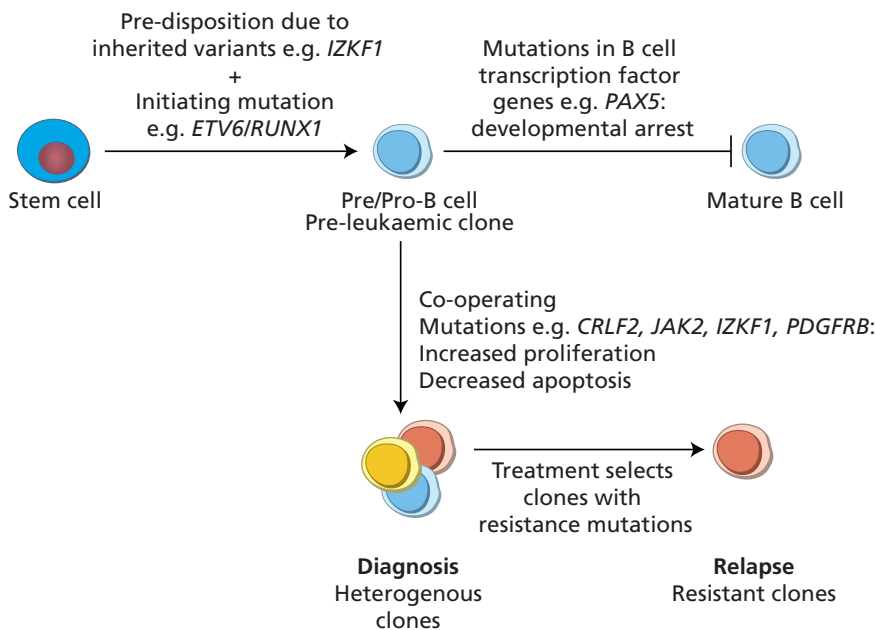 Pre-disposition due to
inherited variants e.g. IZKF1
+
Initiating mutation
e.g. ETV6/RUNX1
Mutations in B cell
transcription factor
genes e.g. PAX5:
developmental arrest
Stem cell
Pre/Pro-B cell
Pre-leukaemic clone
Mature B cell
Co-operating
Mutations e.g. CRLF2, JAK2, IZKF1, PDGFRB:
Increased proliferation
Decreased apoptosis
Treatment selects
clones with
resistance mutations
Diagnosis
Heterogenous
clones
Relapse
Resistant clones